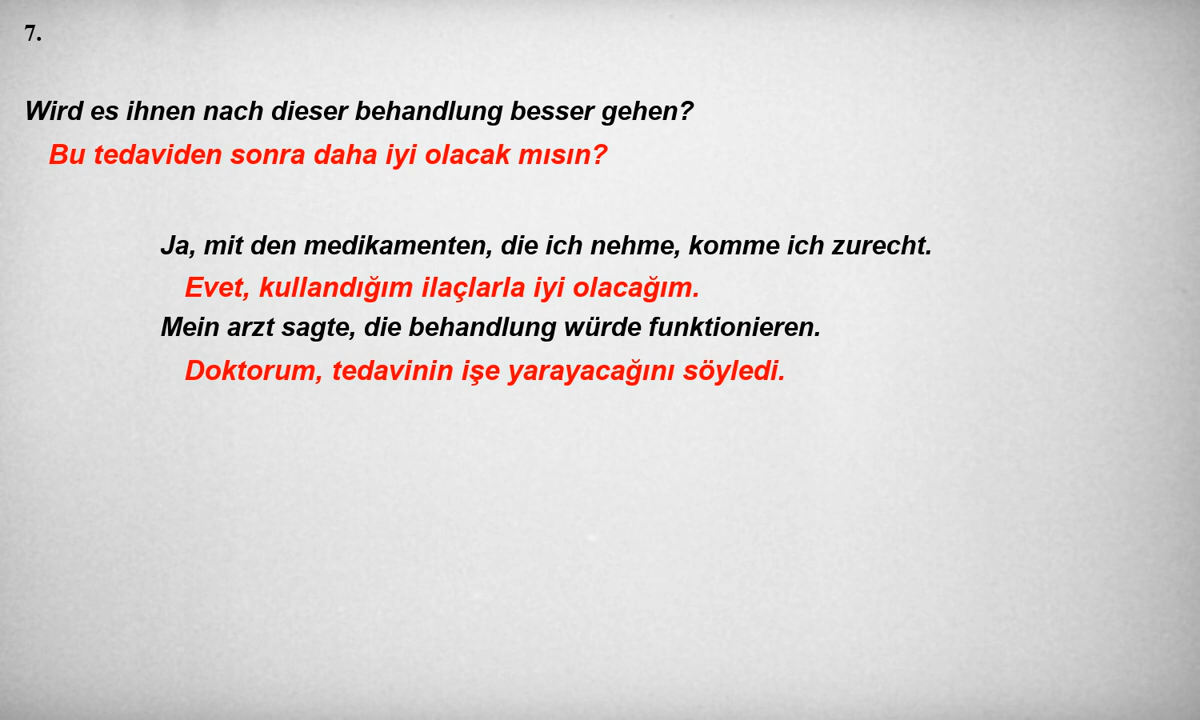 7.
Wird es ihnen nach dieser behandlung besser gehen?
Bu tedaviden sonra daha iyi olacak mısın?
Ja, mit den medikamenten, die ich nehme, komme ich zurecht.
Evet, kullandığım ilaçlarla iyi olacağım.
Mein arzt sagte, die behandlung würde funktionieren.
Doktorum, tedavinin işe yarayacağını söyledi.